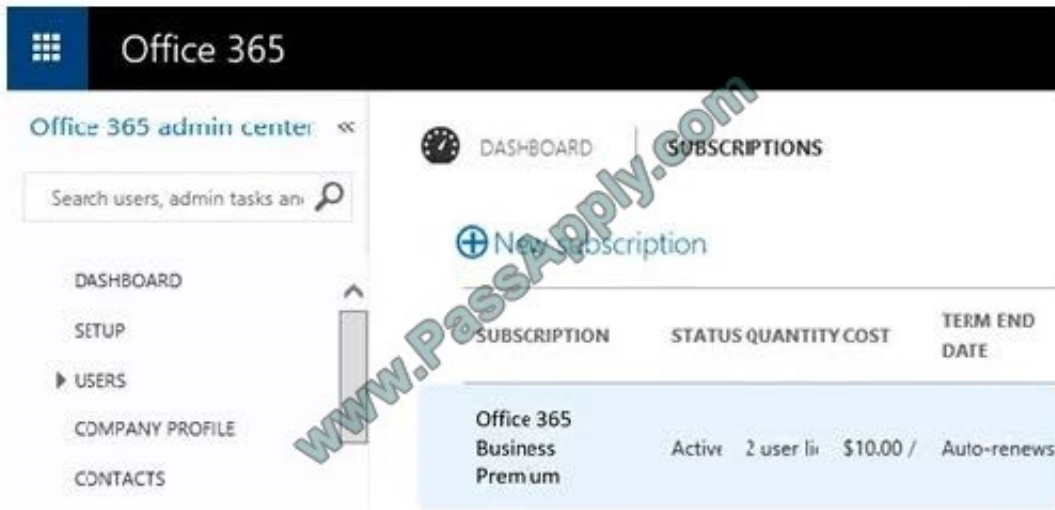 Office 365
Office 365 admin center «
Search users, admin tasks an
DASHBOARD
SETUP
USERS
COMPANY PROFILE
CONTACTS
DASHBOARD | SUBSCRIPTIONS
New subscription
SUBSCRIPTION STATUS QUANTITY COST TERM END DATE
Office 365 Business Premium Active 2 user li $10.00 / Auto-renews
www.PassApply.com